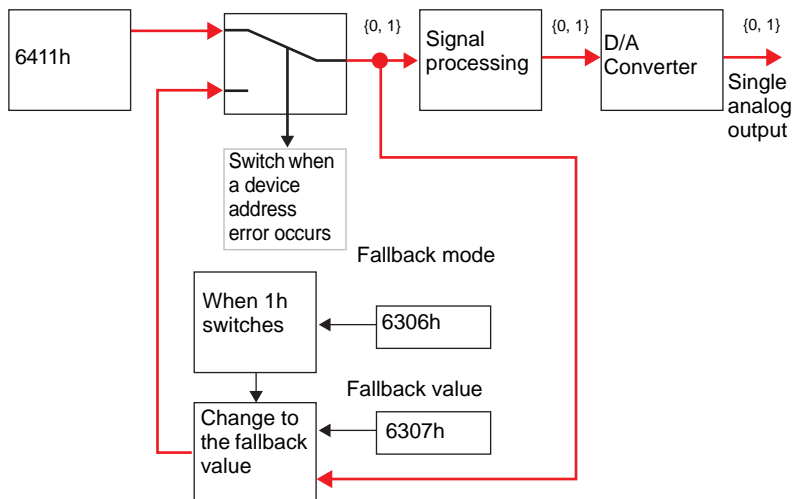 6411h
{0, 1}
Signal
processing
{0, 1}
D/A
Converter
{0, 1}
Single
analog
output
Switch when
a device
address
error occurs
Fallback mode
When 1h
switches
6306h
Fallback value
Change to
the fallback
value
6307h